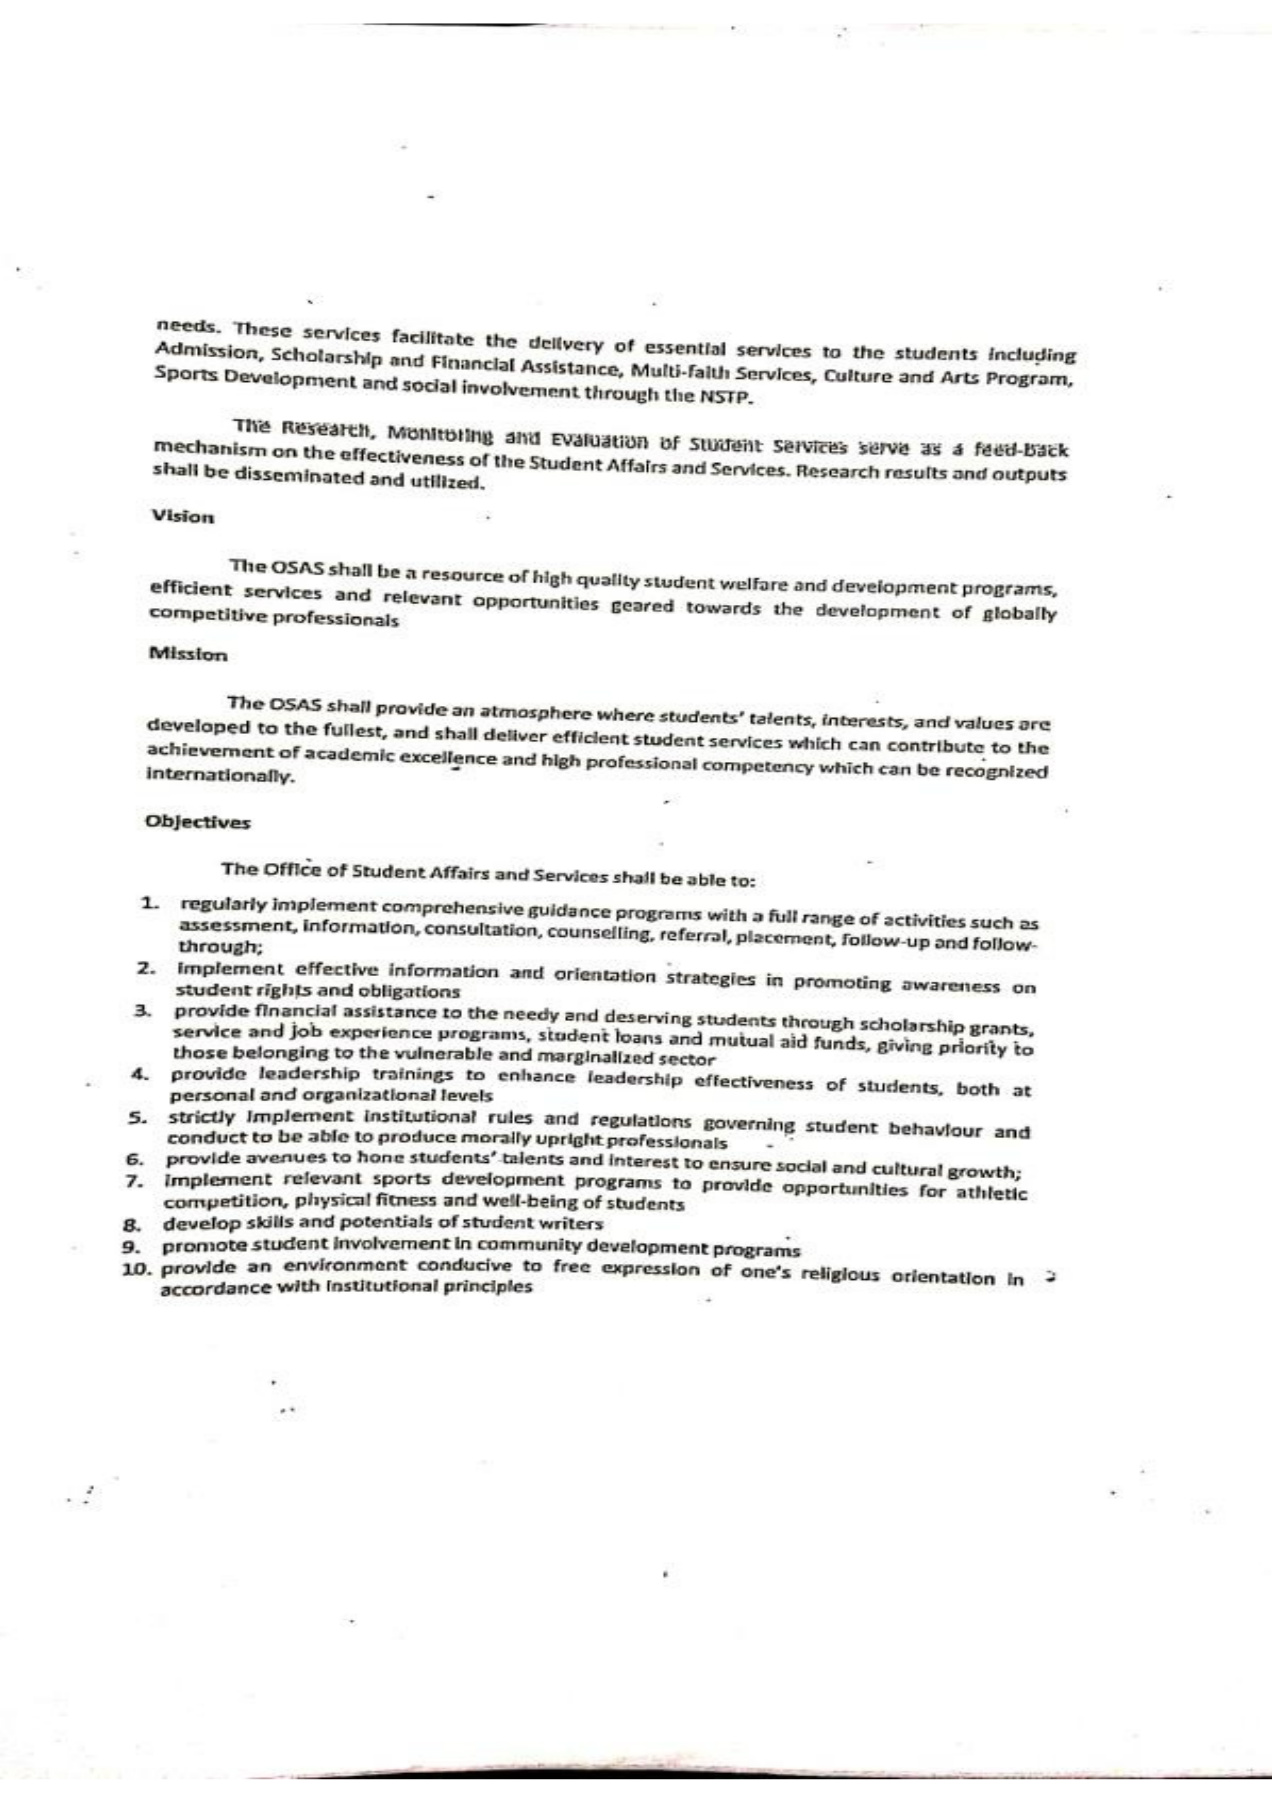 needs. These services facilitate the delivery of essential services to the students including
Admission, Scholarship and Financial Assistance, Multi-faith Services, Culture and Arts Program,
Sports Development and social involvement through the NSTP.
The Research, Monitoring and Evaluation of Student Services serve as a feed-back
mechanism on the effectiveness of the Student Affairs and Services. Research results and outputs
shall be disseminated and utilized.
Vision
The OSAS shall be a resource of high quality student welfare and development programs,
efficient services and relevant opportunities geared towards the development of globally
competitive professionals
Mission
The OSAS shall provide an atmosphere where students' talents, interests, and values are
developed to the fullest, and shall deliver efficient student services which can contribute to the
achievement of academic excellence and high professional competency which can be recognized
internationally.
Objectives
The Office of Student Affairs and Services shall be able to:
1. regularly implement comprehensive guidance programs with a full range of activities such as
assessment, information, consultation, counselling, referral, placement, follow-up and follow-
through;
2. implement effective information and orientation strategies in promoting awareness on
student rights and obligations
3. provide financial assistance to the needy and deserving students through scholarship grants,
service and job experience programs, student loans and mutual aid funds, giving priority to
those belonging to the vulnerable and marginalized sector
4. provide leadership trainings to enhance leadership effectiveness of students, both at
personal and organizational levels
5. strictly implement institutional rules and regulations governing student behaviour and
conduct to be able to produce morally upright professionals
6. provide avenues to hone students' talents and interest to ensure social and cultural growth;
7. implement relevant sports development programs to provide opportunities for athletic
competition, physical fitness and well-being of students
8. develop skills and potentials of student writers
9. promote student involvement in community development programs
10. provide an environment conducive to free expression of one's religious orientation in
accordance with institutional principles